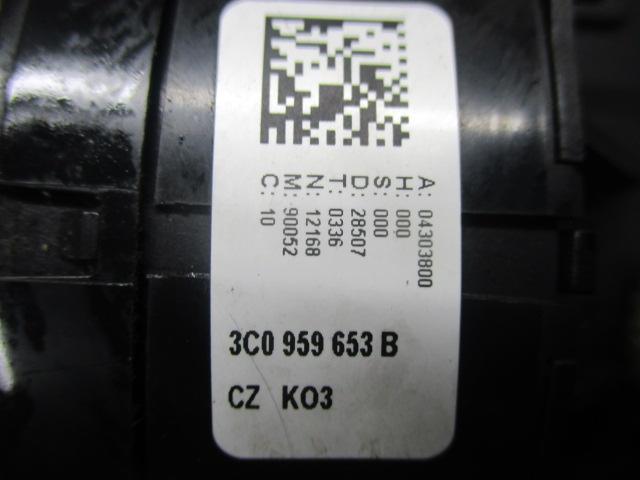 A: 04303800
H: 000
S: 000
D: 28507
T: 0336
N: 12168
M: 90052
C: 10
3C0 959 653 B
CZ KO3